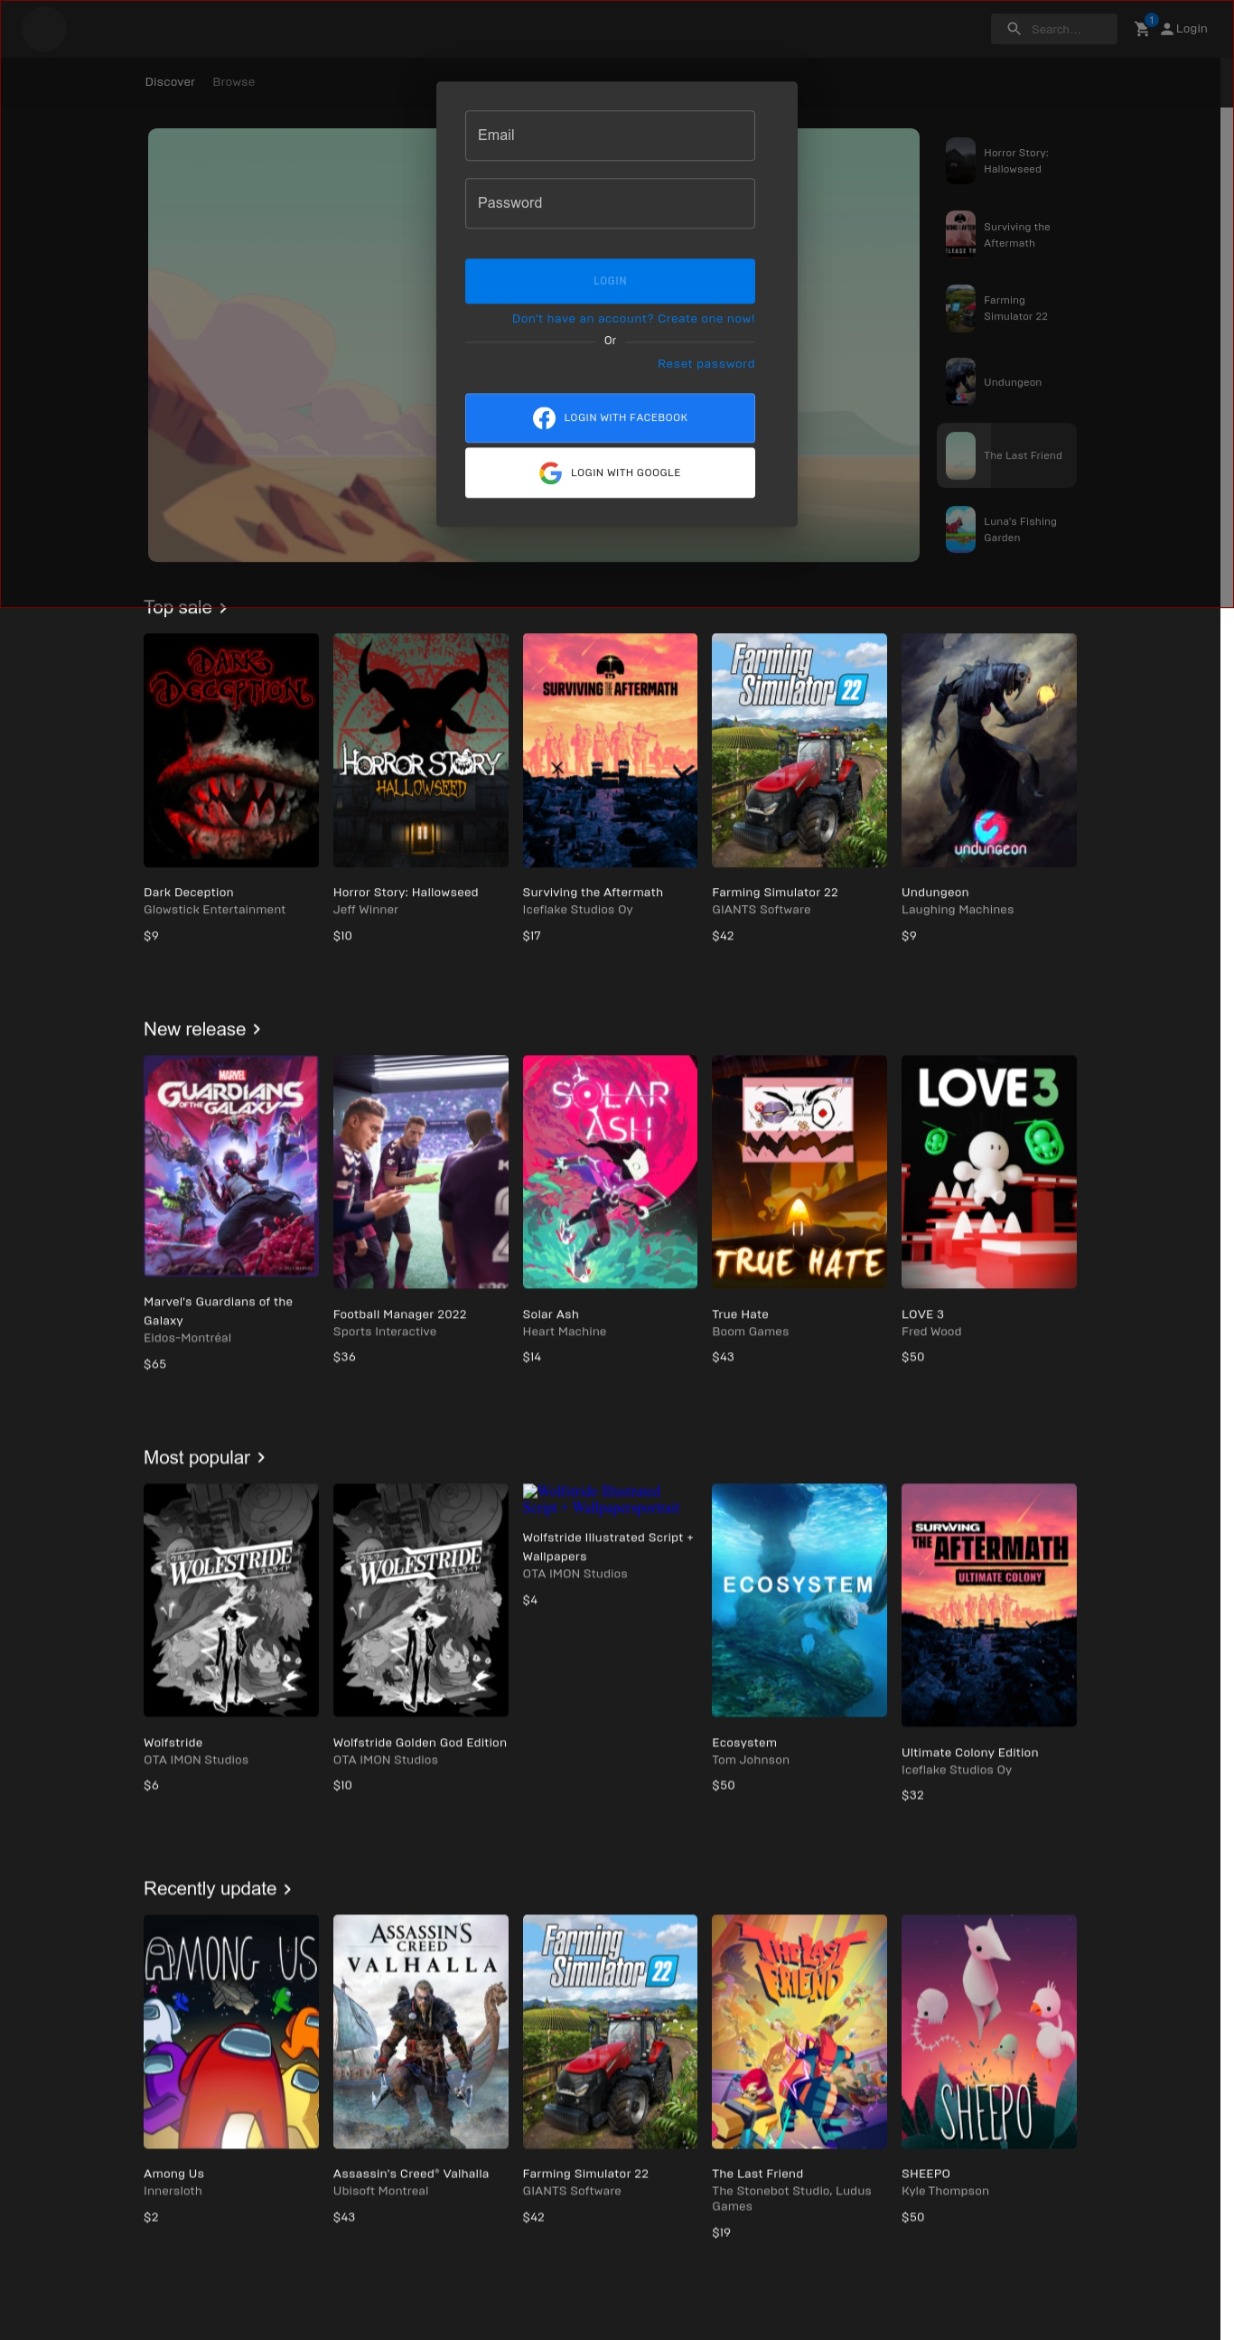 Search...
1
Login
Discover
Browse
Email
Password
LOGIN
Don't have an account? Create one now!
Or
Reset password
LOGIN WITH FACEBOOK
LOGIN WITH GOOGLE
Horror Story:
Hallowseed
Surviving the
Aftermath
Farming
Simulator 22
Undungeon
The Last Friend
Luna's Fishing
Garden
Top sale
DARK
DECEPTION
HORROR STORY
HALLOWSEED
SURVIVING THE AFTERMATH
Farming
Simulator 22
undungeon
Dark Deception
Glowstick Entertainment
$9
Horror Story: Hallowseed
Jeff Winner
$10
Surviving the Aftermath
Iceflake Studios Oy
$17
Farming Simulator 22
GIANTS Software
$42
Undungeon
Laughing Machines
$9
New release
MARVEL
GUARDIANS
OF THE GALAXY
SOLAR
ASH
TRUE HATE
LOVE 3
Marvel's Guardians of the
Galaxy
Eidos-Montréal
$65
Football Manager 2022
Sports Interactive
$36
Solar Ash
Heart Machine
$14
True Hate
Boom Games
$43
LOVE 3
Fred Wood
$50
Most popular
WOLFSTRIDE
WOLFSTRIDE
ECOSYSTEM
SURVIVING
THE AFTERMATH
ULTIMATE COLONY
Wolfstride
OTA IMON Studios
$6
Wolfstride Golden God Edition
OTA IMON Studios
$10
Wolfstride Illustrated Script +
Wallpapers
OTA IMON Studios
$4
Ecosystem
Tom Johnson
$50
Ultimate Colony Edition
Iceflake Studios Oy
$32
Recently update
AMONG US
ASSASSIN'S
CREED
VALHALLA
Farming
Simulator 22
THE LAST
FRIEND
SHEEPO
Among Us
Innersloth
$2
Assassin's Creed® Valhalla
Ubisoft Montreal
$43
Farming Simulator 22
GIANTS Software
$42
The Last Friend
The Stonebot Studio, Ludus
Games
$19
SHEEPO
Kyle Thompson
$50